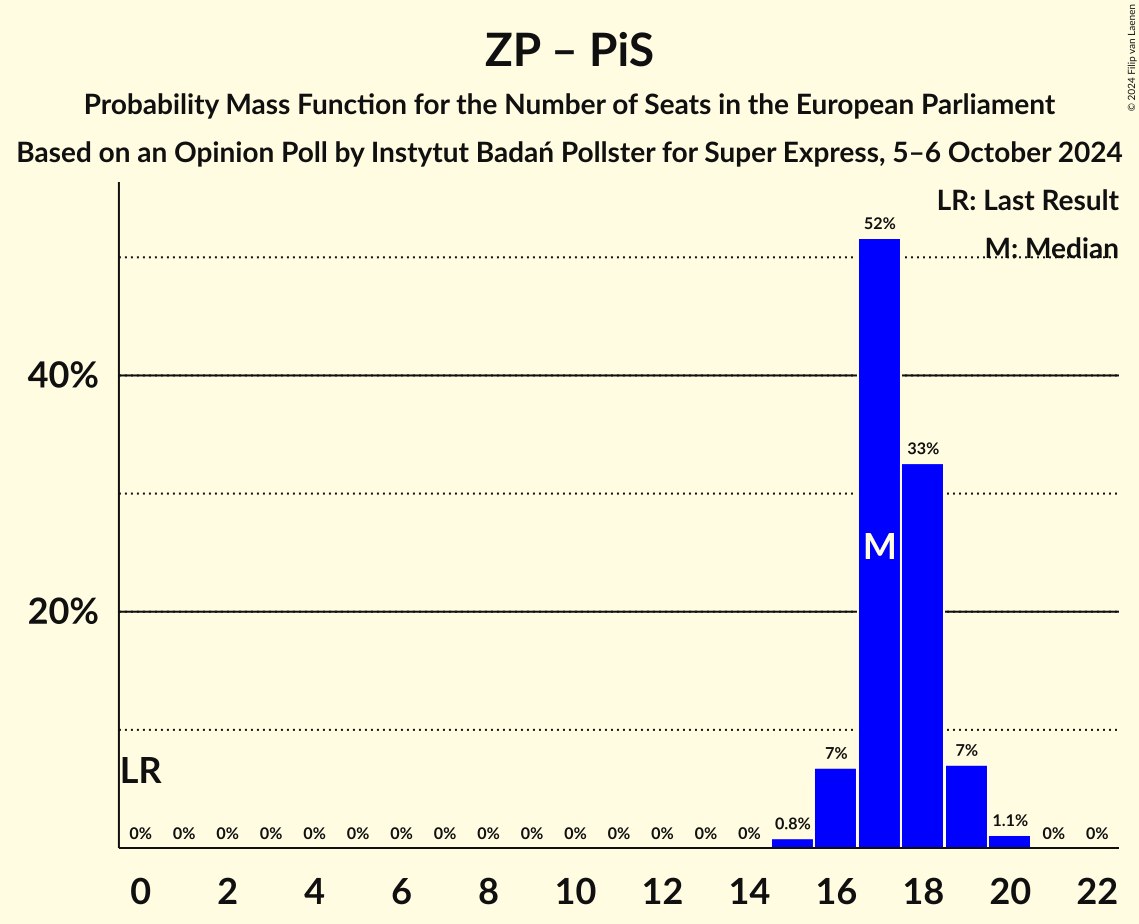 ZP – PiS
Probability Mass Function for the Number of Seats in the European Parliament
Based on an Opinion Poll by Instytut Badań Pollster for Super Express, 5–6 October 2024
© 2024 Filip van Laenen
LR: Last Result
M: Median
52%
40%
33%
M
20%
LR
7%
7%
0% 0% 0% 0% 0% 0% 0% 0% 0% 0% 0% 0% 0% 0% 0% 0.8% 1.1% 0% 0%
0 2 4 6 8 10 12 14 16 18 20 22